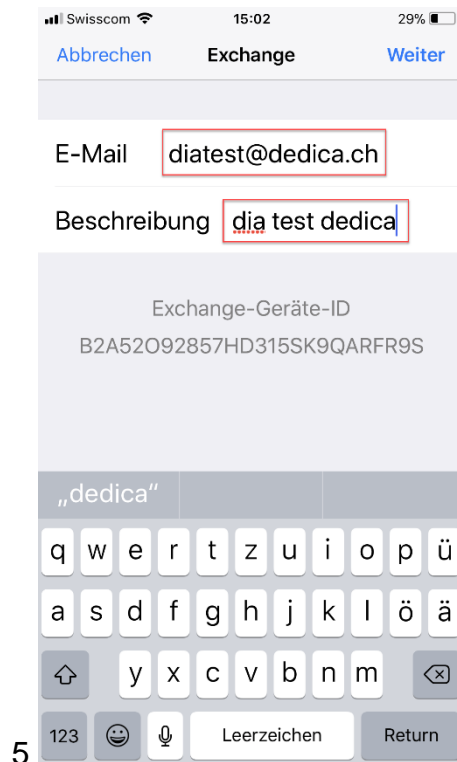 Swisscom 15:02 29%
Abbrechen Exchange Weiter
E-Mail diatest@dedica.ch
Beschreibung dia test dedica
Exchange-Geräte-ID
B2A52O92857HD315SK9QARFR9S
„dedica“
q w e r t z u i o p ü
a s d f g h j k l ö ä
y x c v b n m
123 Leerzeichen Return
5